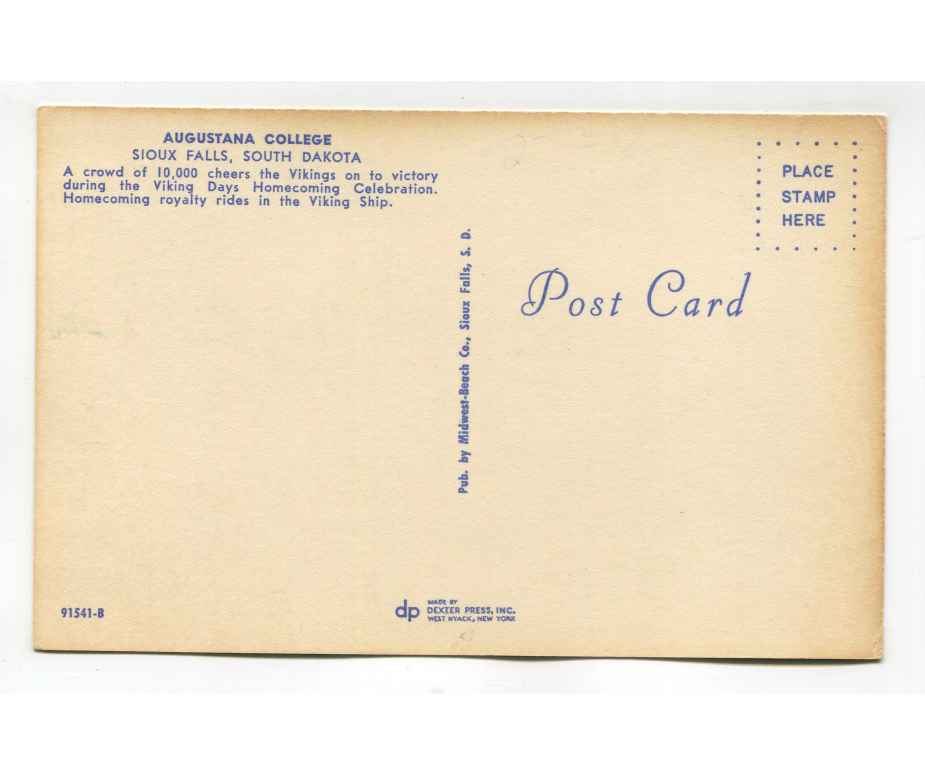 AUGUSTANA COLLEGE
SIOUX FALLS, SOUTH DAKOTA
A crowd of 10,000 cheers the Vikings on to victory
during the Viking Days Homecoming Celebration.
Homecoming royalty rides in the Viking Ship.
PLACE
STAMP
HERE
Post Card
Pub. by Midwest-Beach Co., Sioux Falls, S. D.
91541-B
dp
MADE BY
DEXTER PRESS, INC.
WEST NYACK, NEW YORK